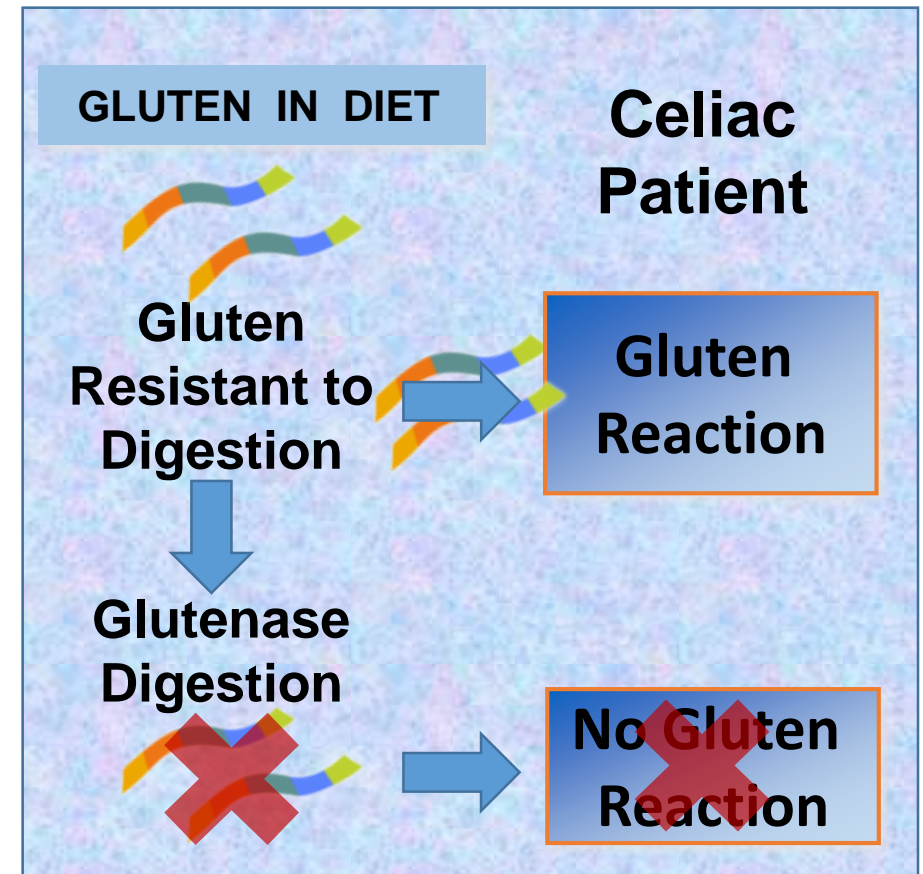 GLUTEN IN DIET
Celiac
Patient
Gluten
Resistant to
Digestion
Gluten
Reaction
Glutenase
Digestion
No Gluten
Reaction